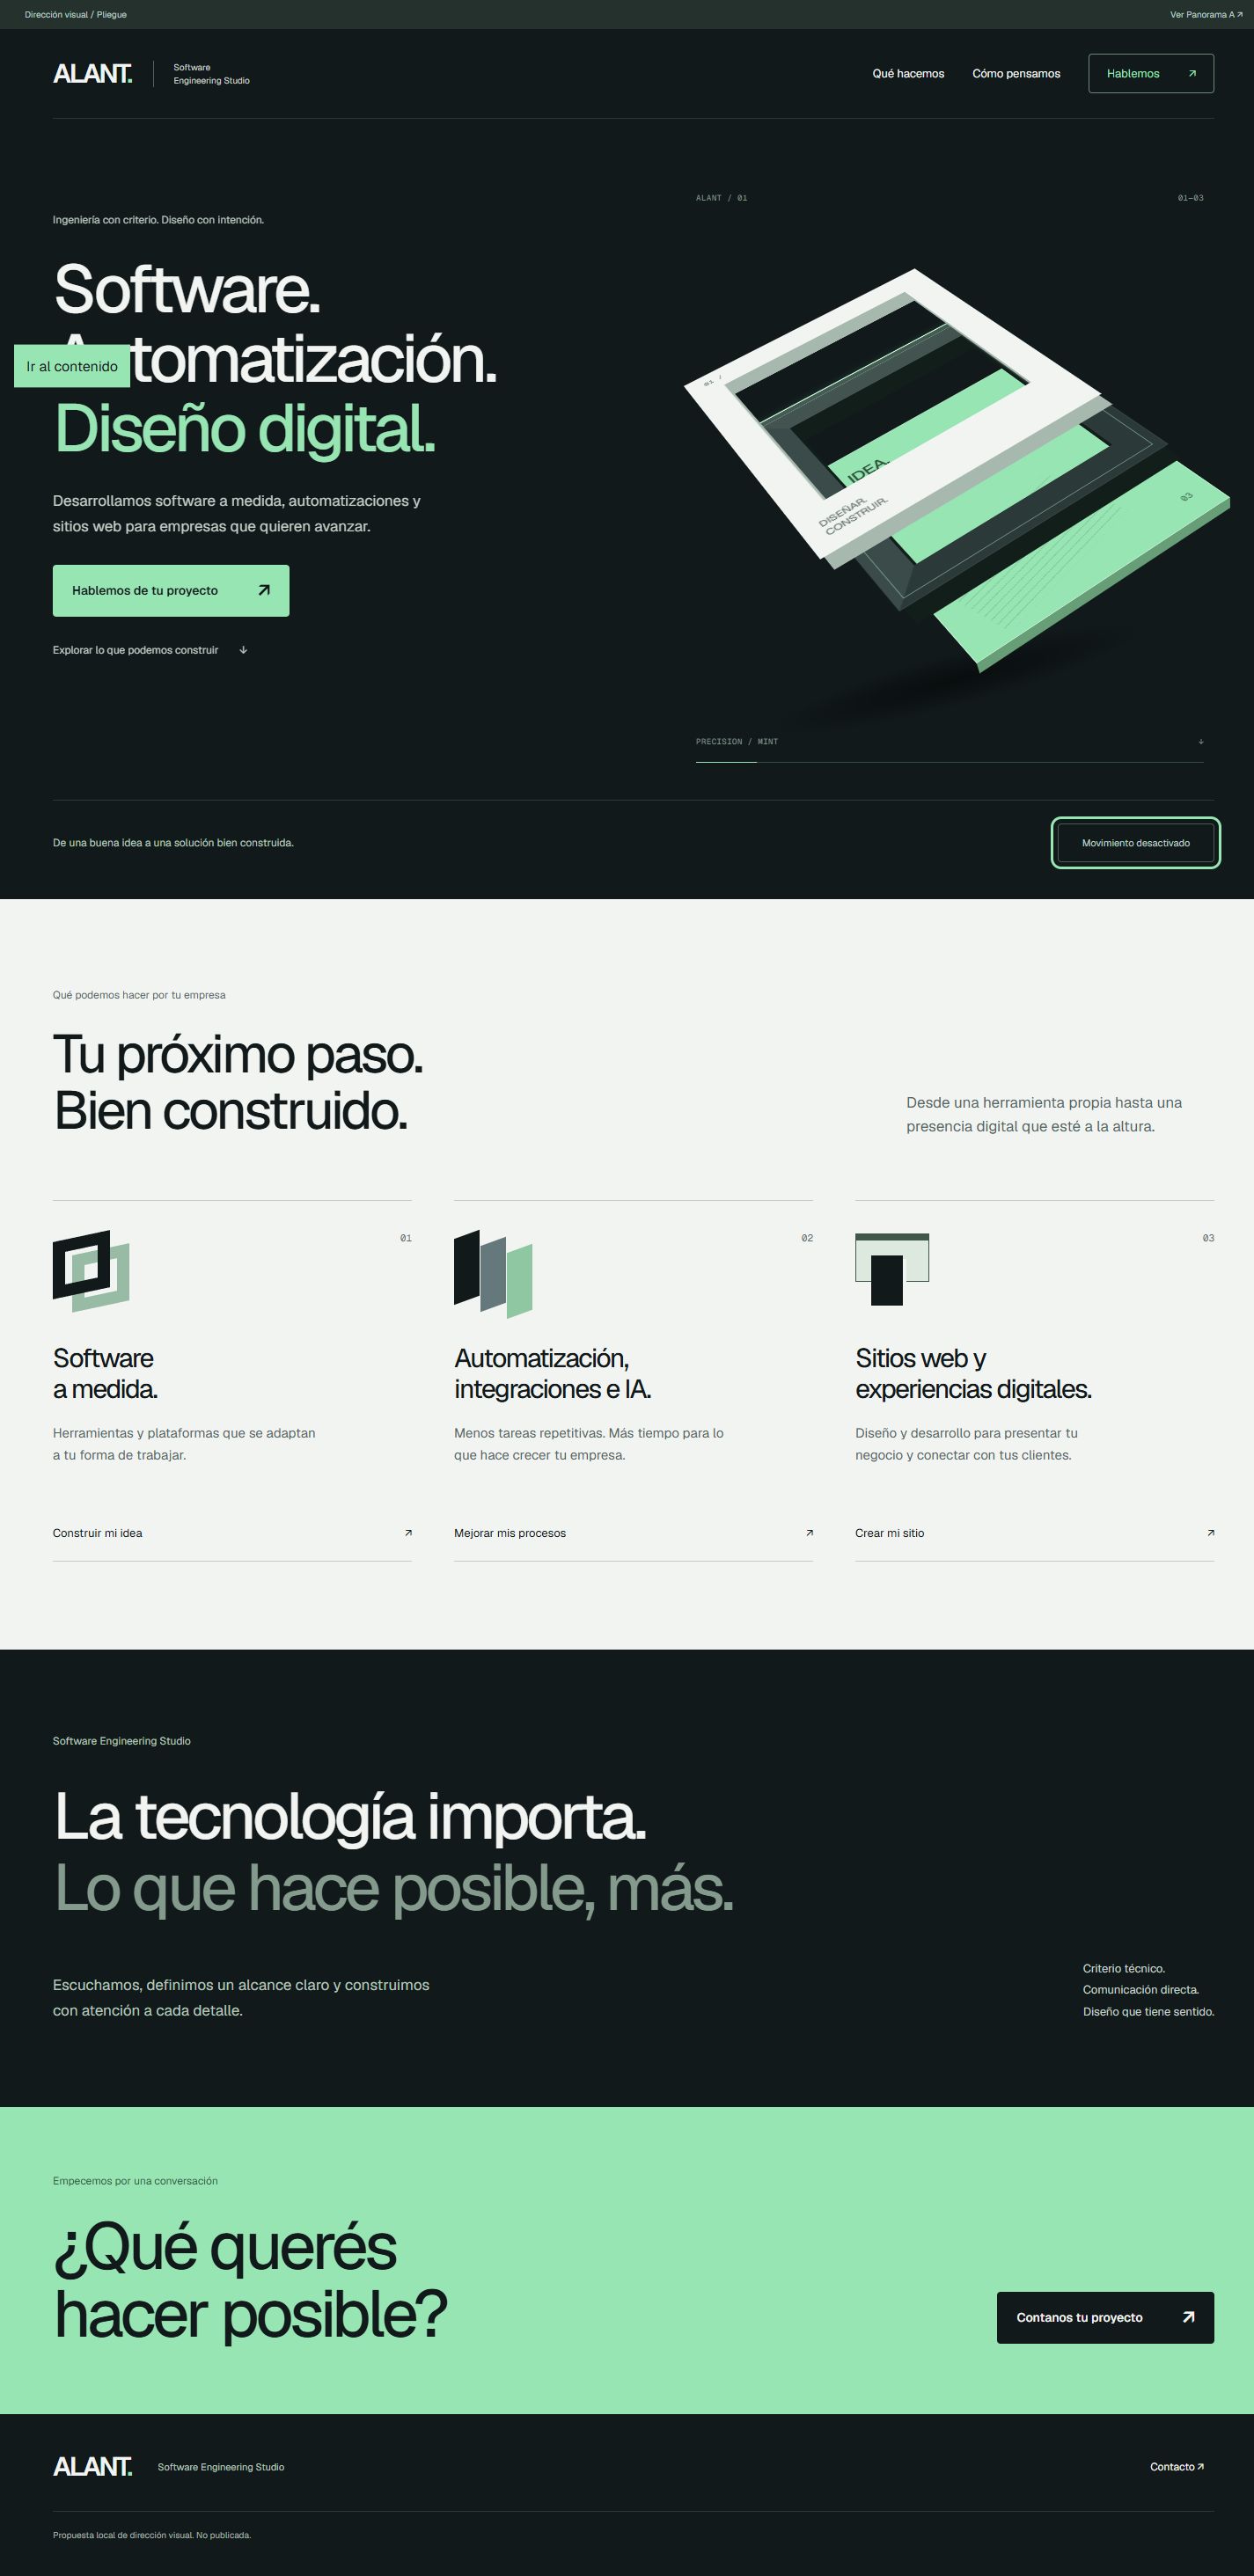 Dirección visual / Pliegue
Ver Panorama A ↗
ALANT.
Software
Engineering Studio
Qué hacemos
Cómo pensamos
Hablemos ↗
ALANT / 01
01—03
Ingeniería con criterio. Diseño con intención.
Software.
tomatización.
Ir al contenido
Diseño digital.
01 /
IDEA.
DISEÑAR.
CONSTRUIR.
03
Desarrollamos software a medida, automatizaciones y
sitios web para empresas que quieren avanzar.
Hablemos de tu proyecto ↗
Explorar lo que podemos construir ↓
PRECISION / MINT
↓
De una buena idea a una solución bien construida.
Movimiento desactivado
Qué podemos hacer por tu empresa
Tu próximo paso.
Bien construido.
Desde una herramienta propia hasta una
presencia digital que esté a la altura.
01
Software
a medida.
Herramientas y plataformas que se adaptan
a tu forma de trabajar.
Construir mi idea ↗
02
Automatización,
integraciones e IA.
Menos tareas repetitivas. Más tiempo para lo
que hace crecer tu empresa.
Mejorar mis procesos ↗
03
Sitios web y
experiencias digitales.
Diseño y desarrollo para presentar tu
negocio y conectar con tus clientes.
Crear mi sitio ↗
Software Engineering Studio
La tecnología importa.
Lo que hace posible, más.
Escuchamos, definimos un alcance claro y construimos
con atención a cada detalle.
Criterio técnico.
Comunicación directa.
Diseño que tiene sentido.
Empecemos por una conversación
¿Qué querés
hacer posible?
Contanos tu proyecto ↗
ALANT.
Software Engineering Studio
Contacto ↗
Propuesta local de dirección visual. No publicada.